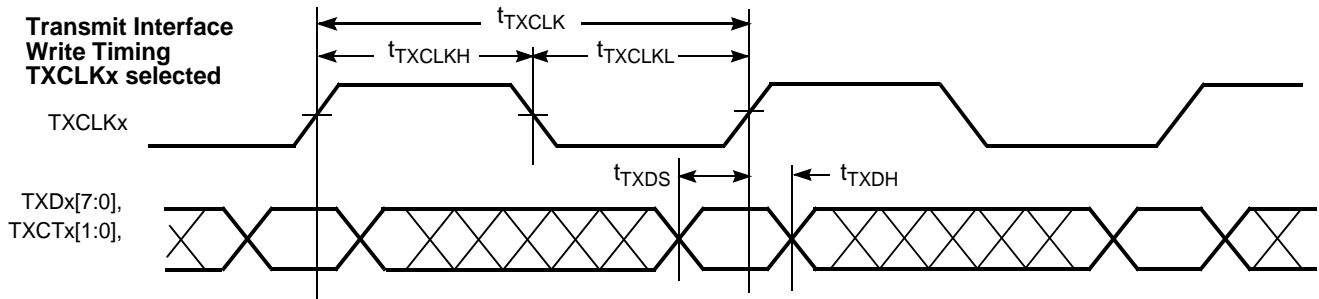 Transmit Interface
Write Timing
TXCLKx selected
tTXCLK
tTXCLKH
tTXCLKL
TXCLKx
tTXDS
tTXDH
TXDx[7:0],
TXCTx[1:0],